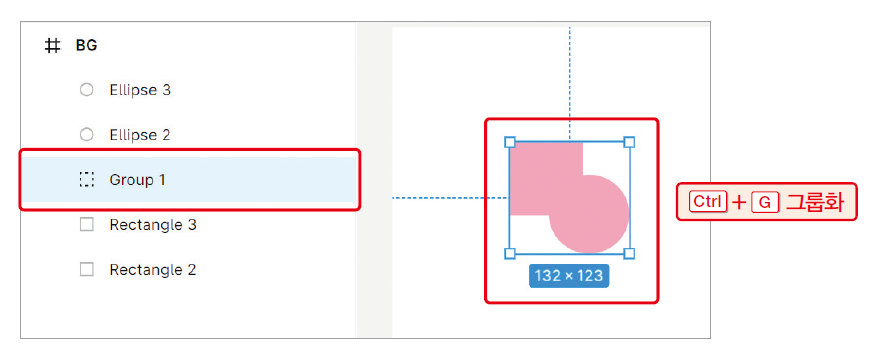 BG
Ellipse 3
Ellipse 2
Group 1
Rectangle 3
Rectangle 2
132 × 123
Ctrl + G 그룹화